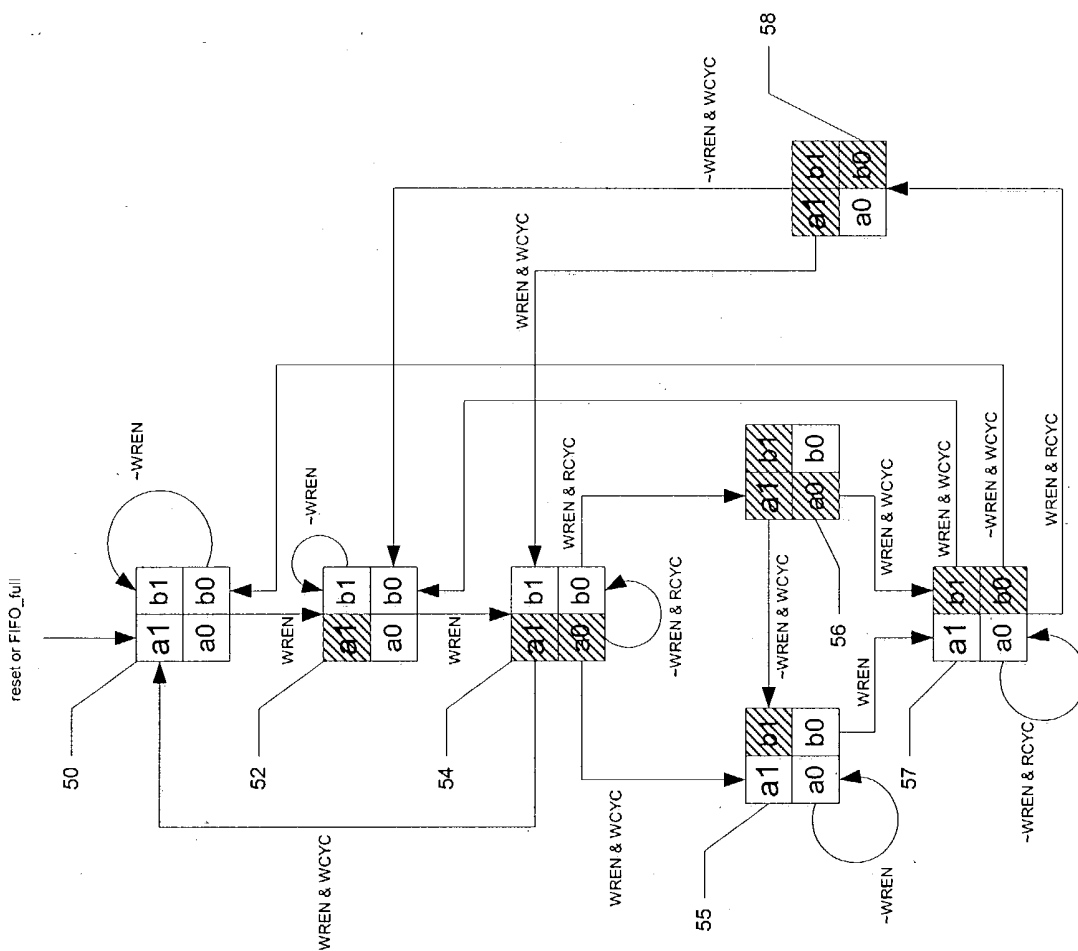 reset or FIFO_full
50
a1 b1
a0 b0
~WREN
WREN
52
a1 b1
a0 b0
~WREN
WREN
54
a1 b1
a0 b0
~WREN & RCYC
WREN & RCYC
WREN & WCYC
WREN & WCYC
WREN & WCYC
~WREN & WCYC
58
a1 b1
a0 b0
a1 b1
a0 b0
56
~WREN & WCYC
WREN & WCYC
a1 b1
a0 b0
55
~WREN
WREN
a1 b1
a0 b0
57
~WREN & RCYC
WREN & WCYC
~WREN & WCYC
WREN & RCYC